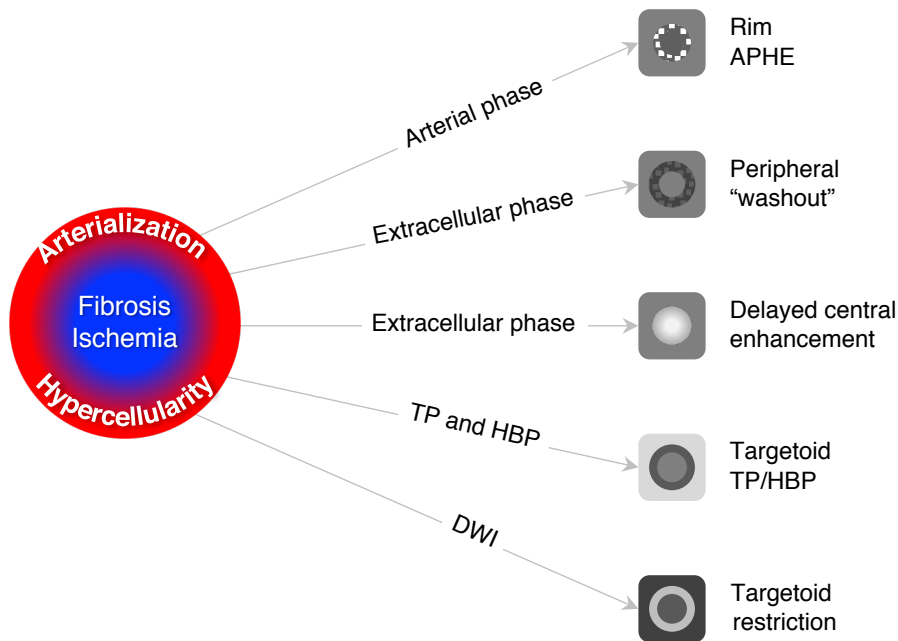 Arterialization
Fibrosis
Ischemia
Hypercellularity
Arterial phase
Rim
APHE
Extracellular phase
Peripheral
“washout”
Extracellular phase
Delayed central
enhancement
TP and HBP
Targetoid
TP/HBP
DWI
Targetoid
restriction